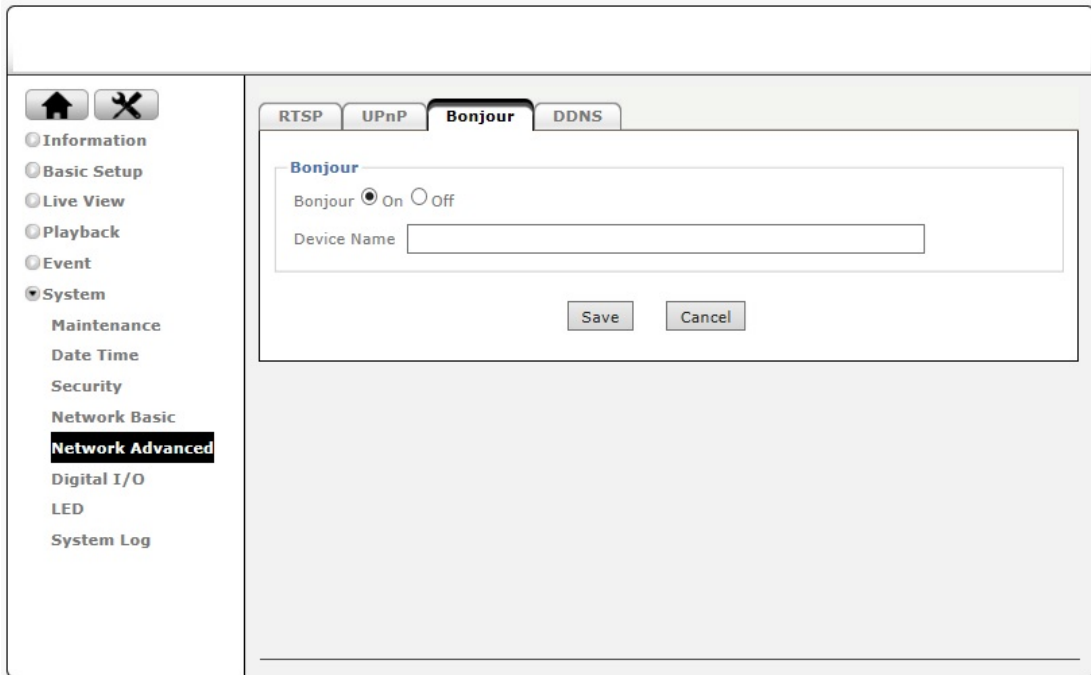 Information
Basic Setup
Live View
Playback
Event
System
Maintenance
Date Time
Security
Network Basic
Network Advanced
Digital I/O
LED
System Log
RTSP UPnP Bonjour DDNS
Bonjour
Bonjour On Off
Device Name
Save Cancel